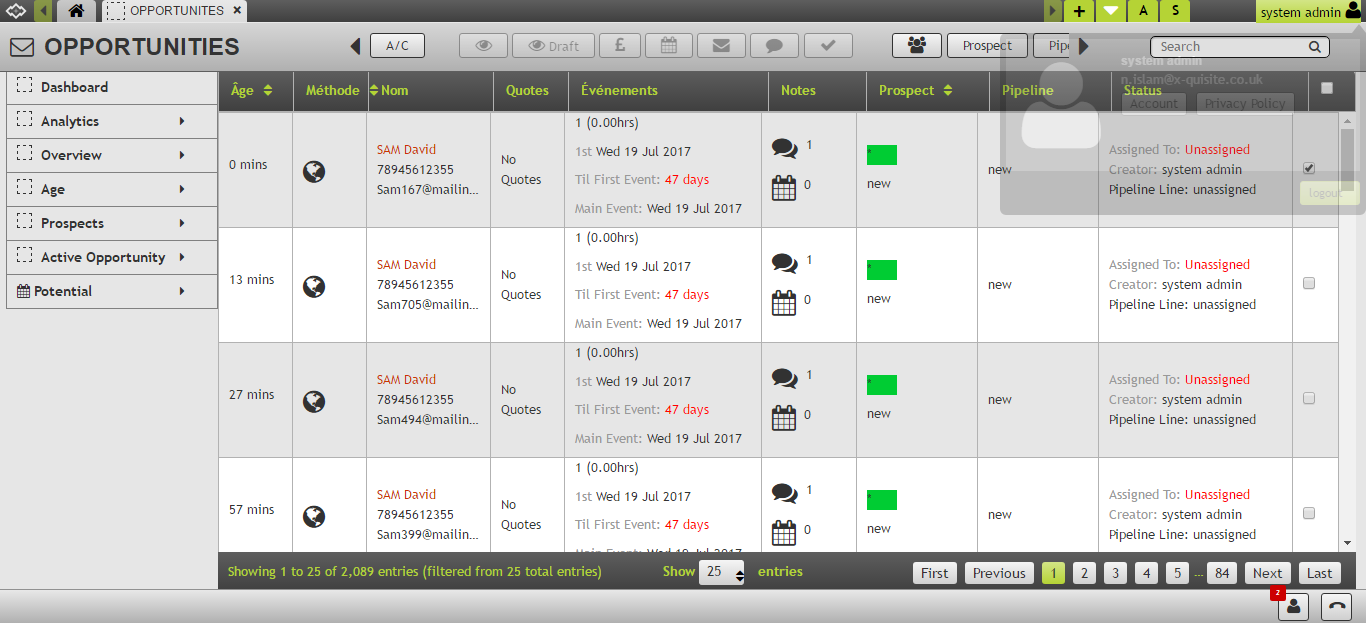 OPPORTUNITES ×
+ A S
system admin
OPPORTUNITIES
A/C
Draft
£
Prospect
Pipe
Search
system admin
n.islam@x-quisite.co.uk
Account Privacy Policy
logout
Dashboard
Analytics
Overview
Age
Prospects
Active Opportunity
Potential
Âge Méthode Nom Quotes Événements Notes Prospect Pipeline Status
0 mins
SAM David
78945612355
Sam167@mailin...
No
Quotes
1 (0.00hrs)
1st Wed 19 Jul 2017
Til First Event: 47 days
Main Event: Wed 19 Jul 2017
1
0
*
new
new
Assigned To: Unassigned
Creator: system admin
Pipeline Line: unassigned
13 mins
SAM David
78945612355
Sam705@mailin...
No
Quotes
1 (0.00hrs)
1st Wed 19 Jul 2017
Til First Event: 47 days
Main Event: Wed 19 Jul 2017
1
0
*
new
new
Assigned To: Unassigned
Creator: system admin
Pipeline Line: unassigned
27 mins
SAM David
78945612355
Sam494@mailin...
No
Quotes
1 (0.00hrs)
1st Wed 19 Jul 2017
Til First Event: 47 days
Main Event: Wed 19 Jul 2017
1
0
*
new
new
Assigned To: Unassigned
Creator: system admin
Pipeline Line: unassigned
57 mins
SAM David
78945612355
Sam399@mailin...
No
Quotes
1 (0.00hrs)
1st Wed 19 Jul 2017
Til First Event: 47 days
Main Event: Wed 19 Jul 2017
1
0
*
new
new
Assigned To: Unassigned
Creator: system admin
Pipeline Line: unassigned
Showing 1 to 25 of 2,089 entries (filtered from 25 total entries)
Show 25 entries
First Previous 1 2 3 4 5 ... 84 Next Last
2